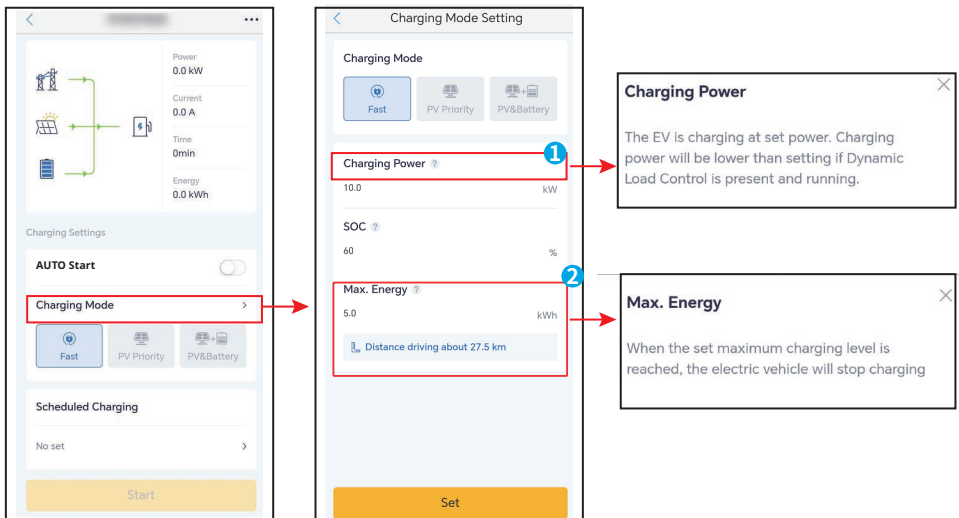 Power
0.0 kW
Current
0.0 A
Time
0min
Energy
0.0 kWh
Charging Settings
AUTO Start
Charging Mode
Fast
PV Priority
PV&Battery
Scheduled Charging
No set
Start
Charging Mode Setting
Charging Mode
Fast
PV Priority
PV&Battery
1
Charging Power ?
10.0 kW
SOC ?
60 %
2
Max. Energy ?
5.0 kWh
Distance driving about 27.5 km
Set
Charging Power
The EV is charging at set power. Charging
power will be lower than setting if Dynamic
Load Control is present and running.
Max. Energy
When the set maximum charging level is
reached, the electric vehicle will stop charging